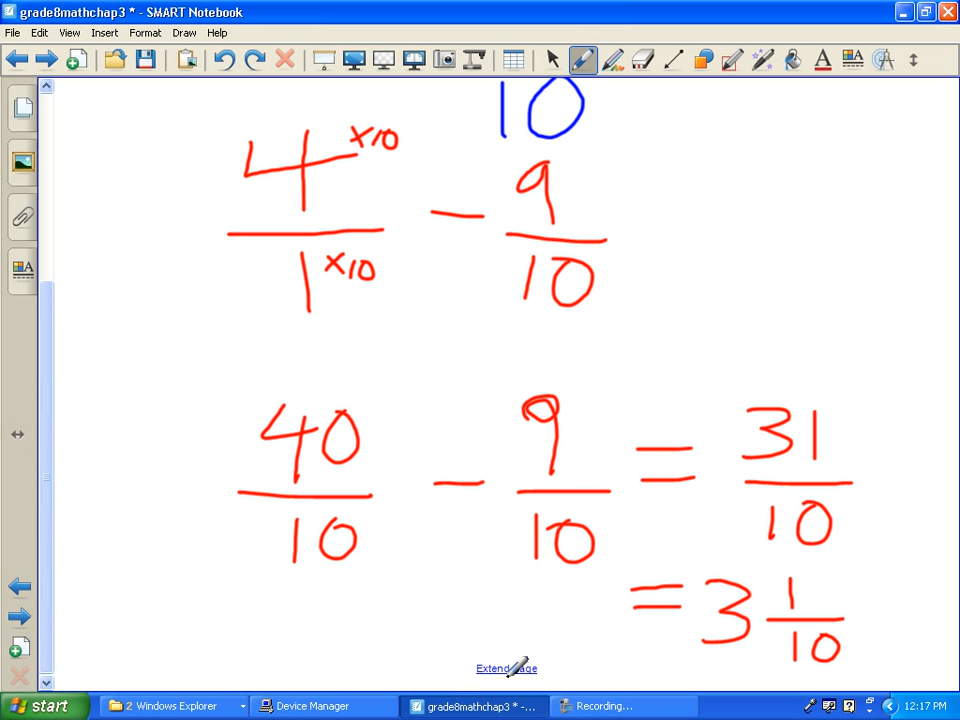 grade8mathchap3 * - SMART Notebook
File Edit View Insert Format Draw Help
10
4 ×10 9
—
1 ×10 10
40 − 9 = 31
10 10 10
= 3 1
10
Extend Page
start 2 Windows Explorer Device Manager grade8mathchap3 * -... Recording... 12:17 PM